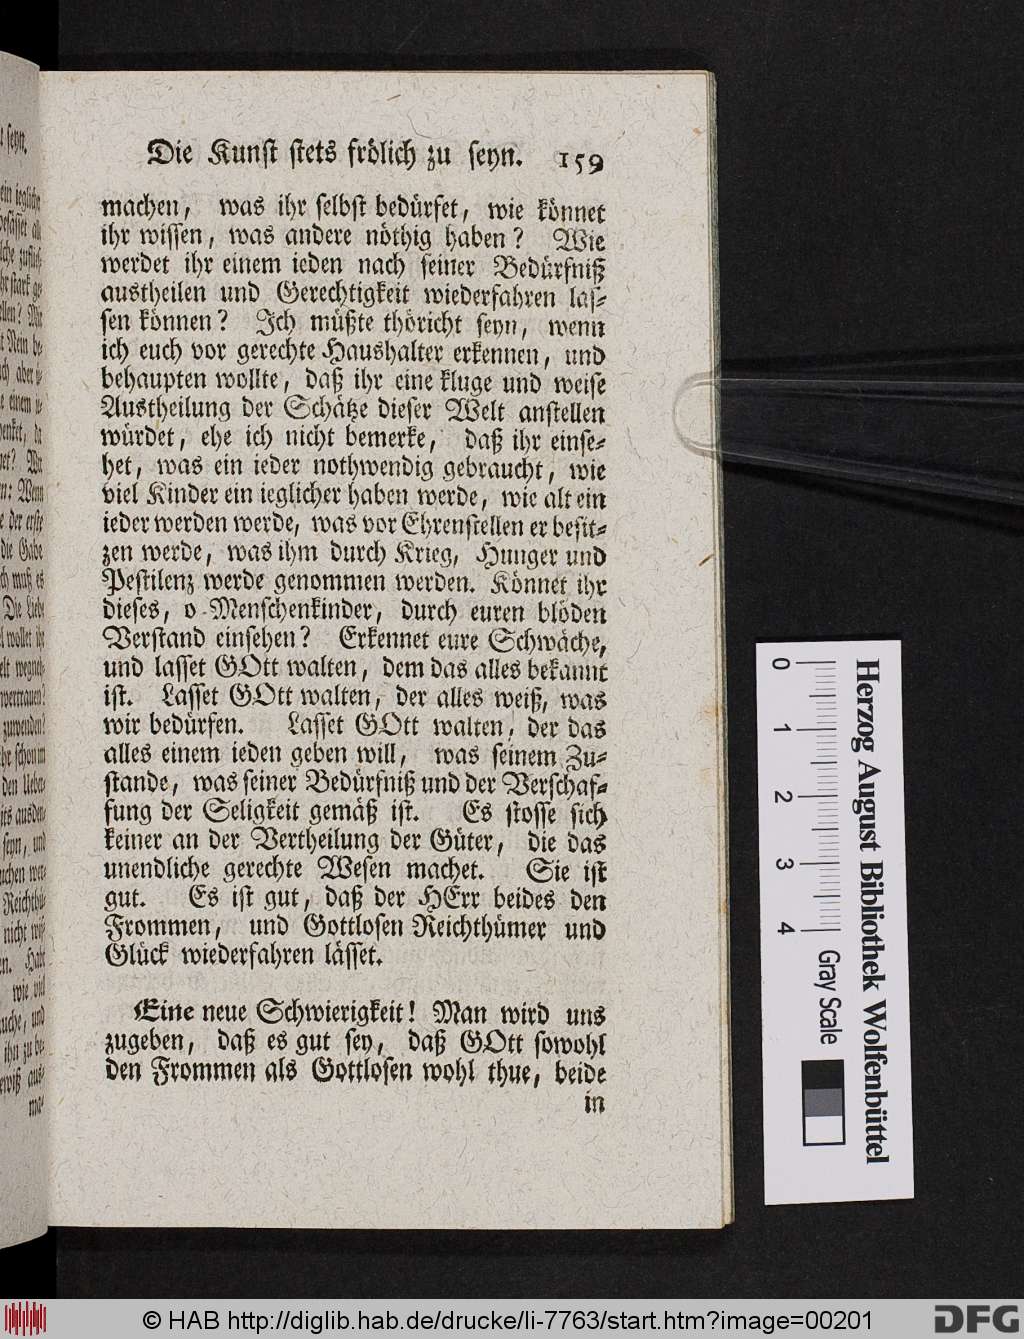 Die Kunst stets frölich zu seyn. 159
machen, was ihr selbst bedürfet, wie könnet
ihr wissen, was andere nöthig haben? Wie
werdet ihr einem ieden nach seiner Bedürfniß
austheilen und Gerechtigkeit wiederfahren las-
sen können? Ich müßte thöricht seyn, wenn
ich euch vor gerechte Haushalter erkennen, und
behaupten wollte, daß ihr eine kluge und weise
Austheilung der Schätze dieser Welt anstellen
würdet, ehe ich nicht bemerke, daß ihr einse-
het, was ein ieder nothwendig gebraucht, wie
viel Kinder ein ieglicher haben werde, wie alt ein
ieder werden werde, was vor Ehrenstellen er besit-
zen werde, was ihm durch Krieg, Hunger und
Pestilenz werde genommen werden. Könnet ihr
dieses, o Menschenkinder, durch euren blöden
Verstand einsehen? Erkennet eure Schwäche,
und lasset GOtt walten, dem das alles bekannt
ist. Lasset GOtt walten, der alles weiß, was
wir bedürfen. Lasset GOtt walten, der das
alles einem ieden geben will, was seinem Zu-
stande, was seiner Bedürfniß und der Verschaf-
fung der Seligkeit gemäß ist. Es stosse sich
keiner an der Vertheilung der Güter, die das
unendliche gerechte Wesen machet. Sie ist
gut. Es ist gut, daß der HErr beides den
Frommen, und Gottlosen Reichthümer und
Glück wiederfahren lässet.
Eine neue Schwierigkeit! Man wird uns
zugeben, daß es gut sey, daß GOtt sowohl
den Frommen als Gottlosen wohl thue, beide
in
Herzog August Bibliothek Wolfenbüttel
0 1 2 3 4
Gray Scale
© HAB http://diglib.hab.de/drucke/li-7763/start.htm?image=00201
DFG